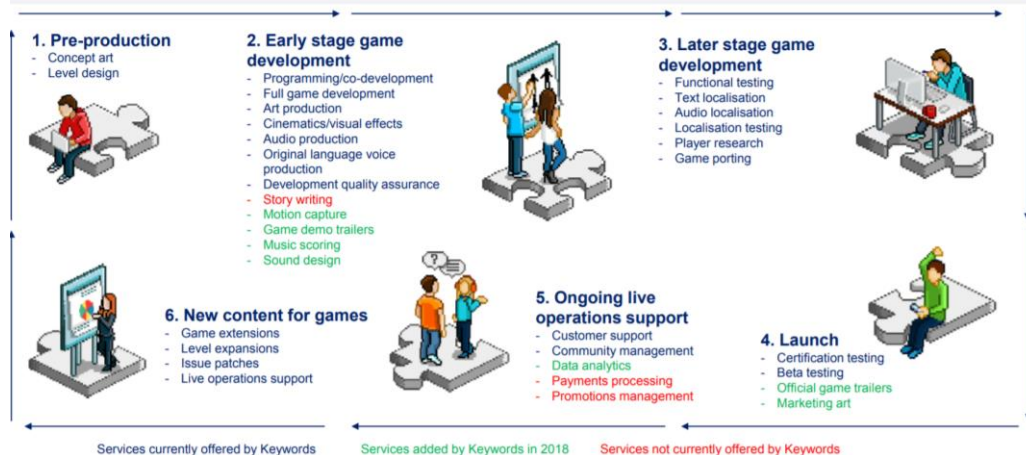 1. Pre-production
- Concept art
- Level design
2. Early stage game
development
- Programming/co-development
- Full game development
- Art production
- Cinematics/visual effects
- Audio production
- Original language voice
production
- Development quality assurance
- Story writing
- Motion capture
- Game demo trailers
- Music scoring
- Sound design
3. Later stage game
development
- Functional testing
- Text localisation
- Audio localisation
- Localisation testing
- Player research
- Game porting
4. Launch
- Certification testing
- Beta testing
- Official game trailers
- Marketing art
5. Ongoing live
operations support
- Customer support
- Community management
- Data analytics
- Payments processing
- Promotions management
6. New content for games
- Game extensions
- Level expansions
- Issue patches
- Live operations support
?
Services currently offered by Keywords
Services added by Keywords in 2018
Services not currently offered by Keywords